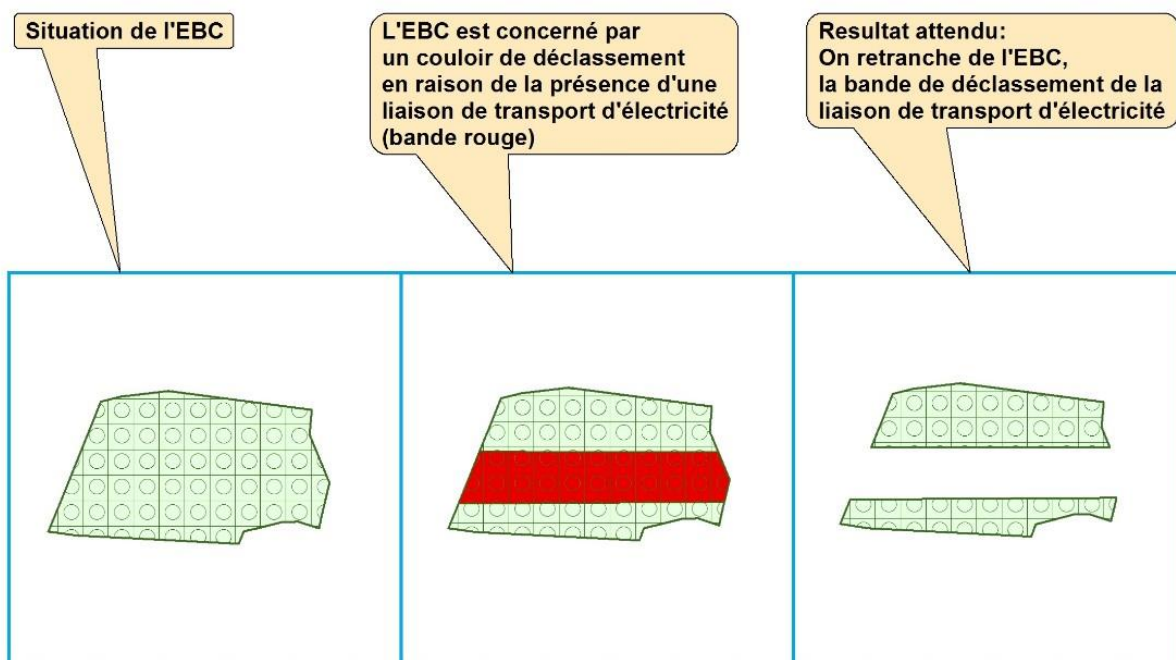 Situation de l'EBC
L'EBC est concerné par
un couloir de déclassement
en raison de la présence d'une
liaison de transport d'électricité
(bande rouge)
Resultat attendu:
On retranche de l'EBC,
la bande de déclassement de la
liaison de transport d'électricité